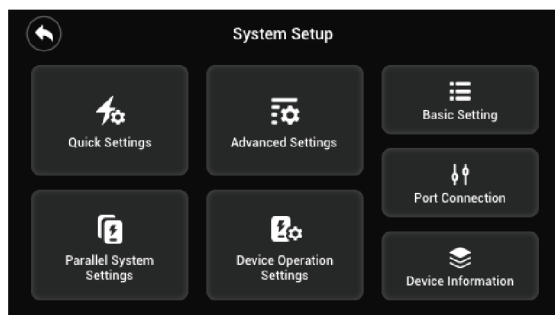 System Setup
Quick Settings
Advanced Settings
Basic Setting
Port Connection
Parallel System
Settings
Device Operation
Settings
Device Information